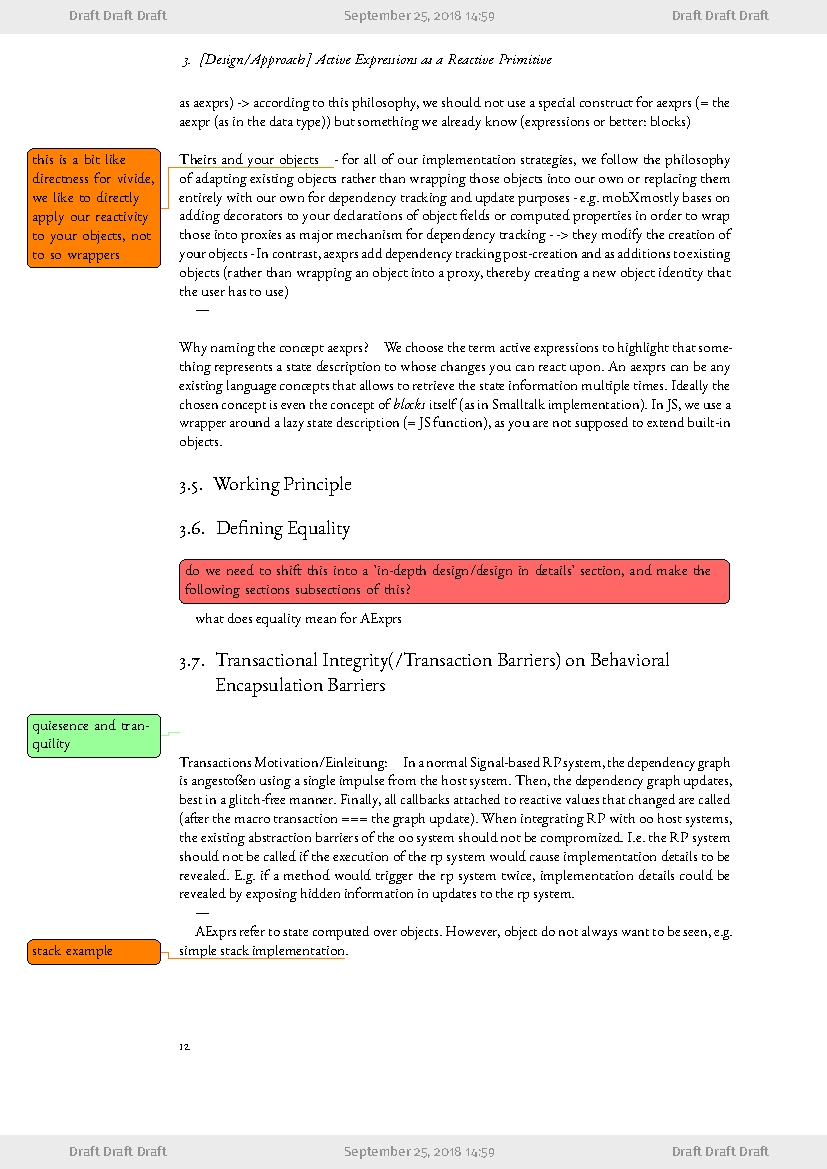 Draft Draft Draft September 25, 2018 14:59 Draft Draft Draft
3. [Design/Approach] Active Expressions as a Reactive Primitive
as aexprs) -> according to this philosophy, we should not use a special construct for aexprs (= the
aexpr (as in the data type)) but something we already know (expressions or better: blocks)
this is a bit like
directness for vivide,
we like to directly
apply our reactivity
to your objects, not
to so wrappers
Theirs and your objects - for all of our implementation strategies, we follow the philosophy
of adapting existing objects rather than wrapping those objects into our own or replacing them
entirely with our own for dependency tracking and update purposes - e.g. mobXmostly bases on
adding decorators to your declarations of object fields or computed properties in order to wrap
those into proxies as major mechanism for dependency tracking - -> they modify the creation of
your objects - In contrast, aexprs add dependency tracking post-creation and as additions to existing
objects (rather than wrapping an object into a proxy, thereby creating a new object identity that
the user has to use)
—
Why naming the concept aexprs? We choose the term active expressions to highlight that some-
thing represents a state description to whose changes you can react upon. An aexprs can be any
existing language concepts that allows to retrieve the state information multiple times. Ideally the
chosen concept is even the concept of blocks itself (as in Smalltalk implementation). In JS, we use a
wrapper around a lazy state description (= JS function), as you are not supposed to extend built-in
objects.
3.5. Working Principle
3.6. Defining Equality
do we need to shift this into a 'in-depth design/design in details' section, and make the
following sections subsections of this?
what does equality mean for AExprs
3.7. Transactional Integrity(/Transaction Barriers) on Behavioral
Encapsulation Barriers
quiesence and tran-
quility
Transactions Motivation/Einleitung: In a normal Signal-based RP system, the dependency graph
is angestoßen using a single impulse from the host system. Then, the dependency graph updates,
best in a glitch-free manner. Finally, all callbacks attached to reactive values that changed are called
(after the macro transaction === the graph update). When integrating RP with oo host systems,
the existing abstraction barriers of the oo system should not be compromized. I.e. the RP system
should not be called if the execution of the rp system would cause implementation details to be
revealed. E.g. if a method would trigger the rp system twice, implementation details could be
revealed by exposing hidden information in updates to the rp system.
—
AExprs refer to state computed over objects. However, object do not always want to be seen, e.g.
simple stack implementation.
stack example
12
Draft Draft Draft September 25, 2018 14:59 Draft Draft Draft